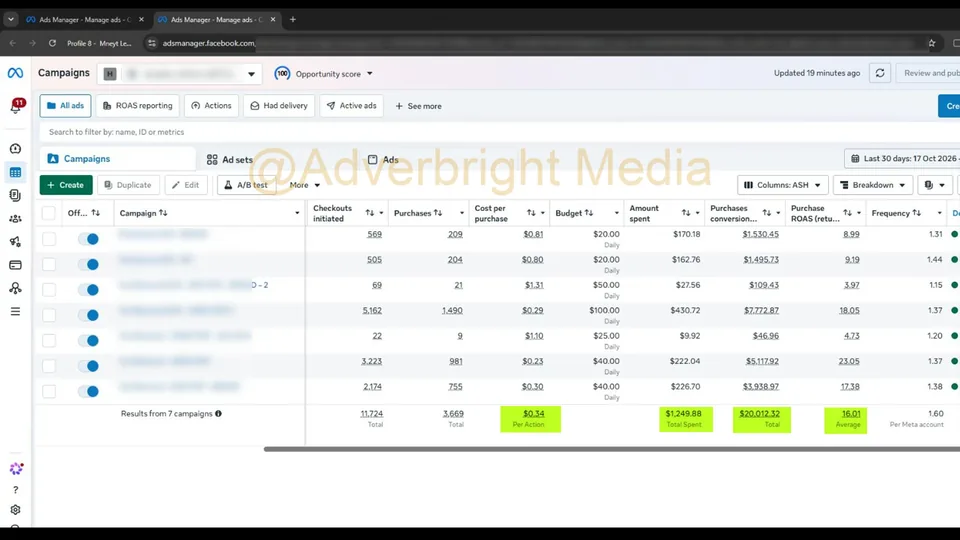 Ads Manager - Manage ads - C
Ads Manager - Manage ads - C
Profile 8 - Mneyt Le...
adsmanager.facebook.com
Campaigns
H
100
Opportunity score
Updated 19 minutes ago
Review and pub
11
All ads
ROAS reporting
Actions
Had delivery
Active ads
+ See more
Cre
Search to filter by: name, ID or metrics
Campaigns
Ad sets
Ads
Last 30 days: 17 Oct 2026 -
@Adverbright Media
+ Create
Duplicate
Edit
A/B test
More
Columns: ASH
Breakdown
Off...
Campaign
Checkouts initiated
Purchases
Cost per purchase
Budget
Amount spent
Purchases conversion...
Purchase ROAS (retu...
Frequency
De
569 209 $0.81 $20.00 $170.18 $1,530.45 8.99 1.31
Daily
505 204 $0.80 $20.00 $162.76 $1,495.73 9.19 1.44
Daily
- 2 69 21 $1.31 $50.00 $27.56 $109.43 3.97 1.15
Daily
5,162 1,490 $0.29 $100.00 $430.72 $7,772.87 18.05 1.37
Daily
22 9 $1.10 $25.00 $9.92 $46.96 4.73 1.20
Daily
3,223 981 $0.23 $40.00 $222.04 $5,117.92 23.05 1.37
Daily
2,174 755 $0.30 $40.00 $226.70 $3,938.97 17.38 1.38
Daily
Results from 7 campaigns 11,724 3,669 $0.34 $1,249.88 $20,012.32 16.01 1.60
Total Total Per Action Total Spent Total Average Per Meta account
?